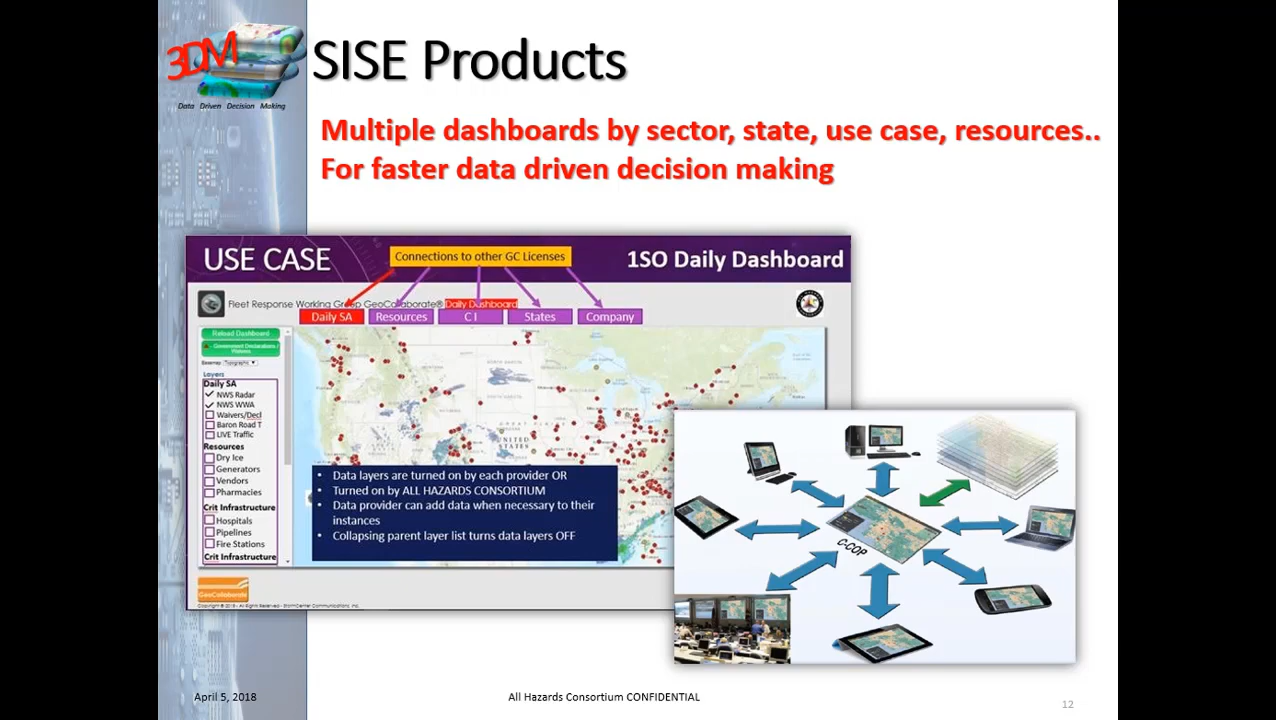 3DM
Data Driven Decision Making
SISE Products
Multiple dashboards by sector, state, use case, resources..
For faster data driven decision making
USE CASE
Connections to other GC Licenses
1SO Daily Dashboard
Fleet Response Working Group GeoCollaborate® Daily Dashboard
Daily SA
Resources
C I
States
Company
Reload Dashboard
Government Declarations / Waivers
Basemap Topographic
Layers
Daily SA
NWS Radar
NWS WWA
Waivers/Decl
Baron Road T
LIVE Traffic
Resources
Dry Ice
Generators
Vendors
Pharmacies
Crit Infrastructure
Hospitals
Pipelines
Fire Stations
Crit Infrastructure
UNITED
STATES
• Data layers are turned on by each provider OR
• Turned on by ALL HAZARDS CONSORTIUM
• Data provider can add data when necessary to their
instances
• Collapsing parent layer list turns data layers OFF
GeoCollaborate
C-COP
April 5, 2018
All Hazards Consortium CONFIDENTIAL
12